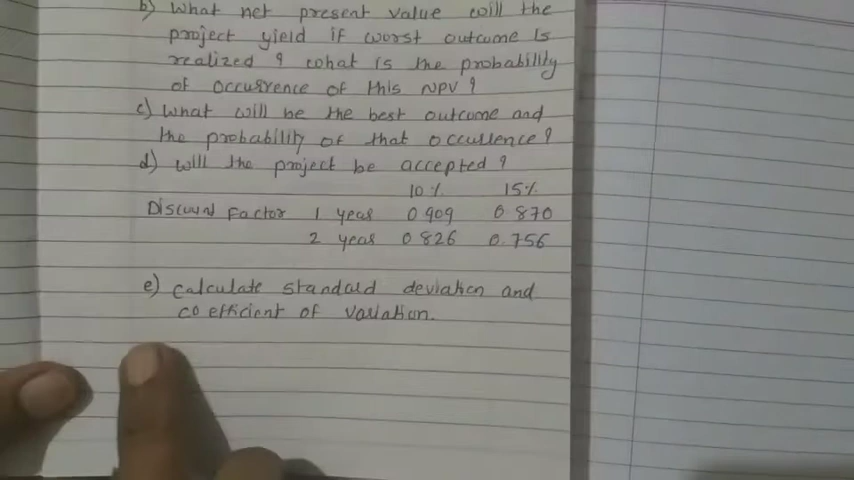 b) What net present value will the
project yield if worst outcome is
realized ? what is the probability
of occurrence of this NPV ?
c) What will be the best outcome and
the probability of that occurrence ?
d) will the project be accepted ?
10% 15%
Discount Factor 1 year 0.909 0.870
2 year 0.826 0.756
e) calculate standard deviation and
coefficient of variation.